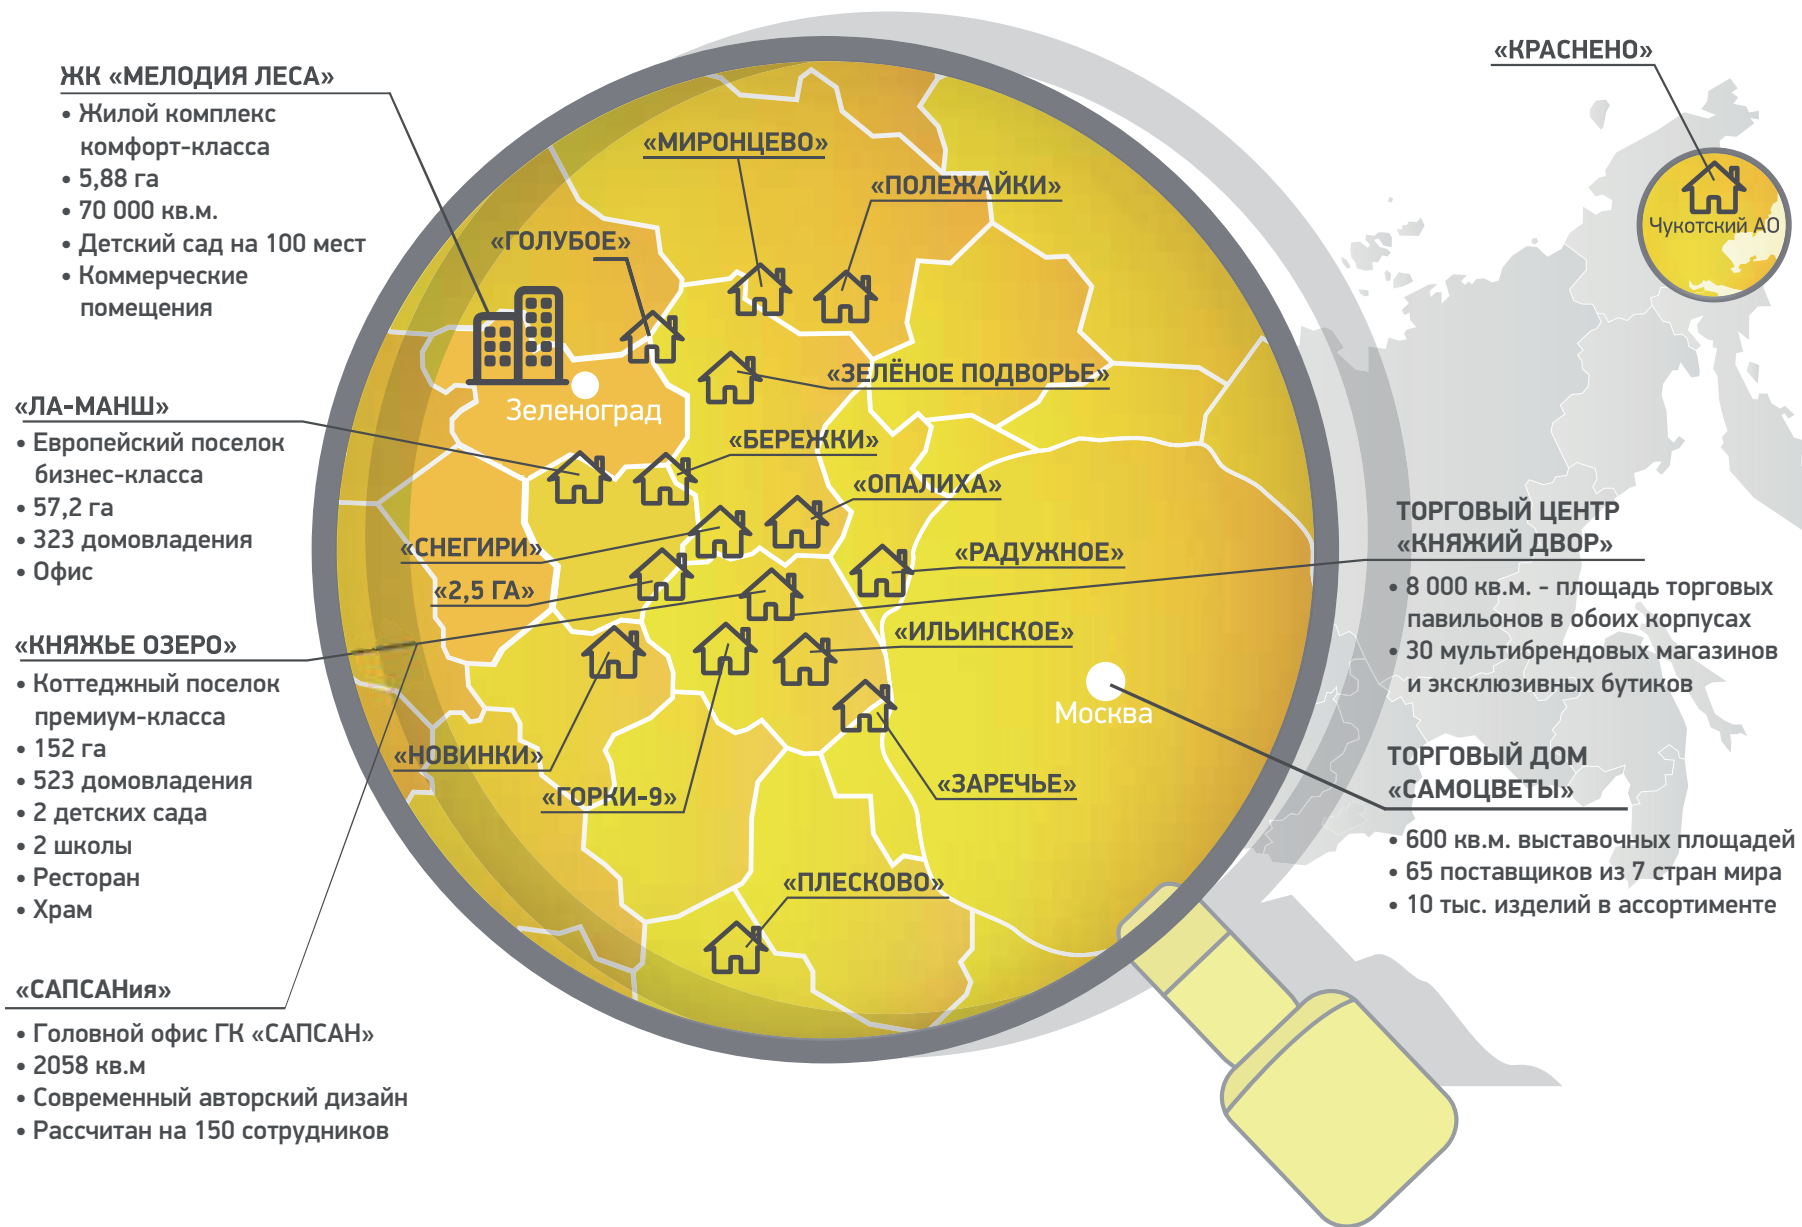 ЖК «МЕЛОДИЯ ЛЕСА»
• Жилой комплекс
комфорт-класса
• 5,88 га
• 70 000 кв.м.
• Детский сад на 100 мест
• Коммерческие
помещения
«ЛА-МАНШ»
• Европейский поселок
бизнес-класса
• 57,2 га
• 323 домовладения
• Офис
«КНЯЖЬЕ ОЗЕРО»
• Коттеджный поселок
премиум-класса
• 152 га
• 523 домовладения
• 2 детских сада
• 2 школы
• Ресторан
• Храм
«САПСАНия»
• Головной офис ГК «САПСАН»
• 2058 кв.м
• Современный авторский дизайн
• Рассчитан на 150 сотрудников
«МИРОНЦЕВО»
«ПОЛЕЖАЙКИ»
«ГОЛУБОЕ»
«ЗЕЛЁНОЕ ПОДВОРЬЕ»
Зеленоград
«БЕРЕЖКИ»
«ОПАЛИХА»
«СНЕГИРИ»
«РАДУЖНОЕ»
«2,5 ГА»
«ИЛЬИНСКОЕ»
Москва
«НОВИНКИ»
«ГОРКИ-9»
«ЗАРЕЧЬЕ»
«ПЛЕСКОВО»
«КРАСНЕНО»
Чукотский АО
ТОРГОВЫЙ ЦЕНТР
«КНЯЖИЙ ДВОР»
• 8 000 кв.м. - площадь торговых
павильонов в обоих корпусах
• 30 мультибрендовых магазинов
и эксклюзивных бутиков
ТОРГОВЫЙ ДОМ
«САМОЦВЕТЫ»
• 600 кв.м. выставочных площадей
• 65 поставщиков из 7 стран мира
• 10 тыс. изделий в ассортименте